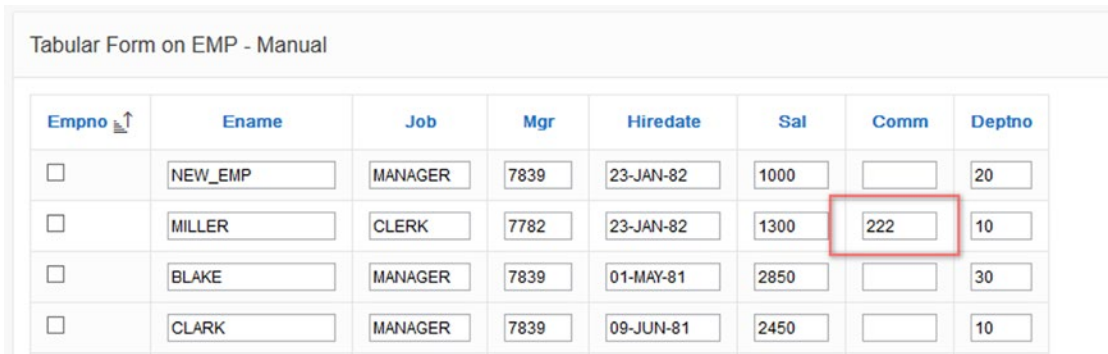 Tabular Form on EMP - Manual
Empno Ename Job Mgr Hiredate Sal Comm Deptno
NEW_EMP MANAGER 7839 23-JAN-82 1000 20
MILLER CLERK 7782 23-JAN-82 1300 222 10
BLAKE MANAGER 7839 01-MAY-81 2850 30
CLARK MANAGER 7839 09-JUN-81 2450 10